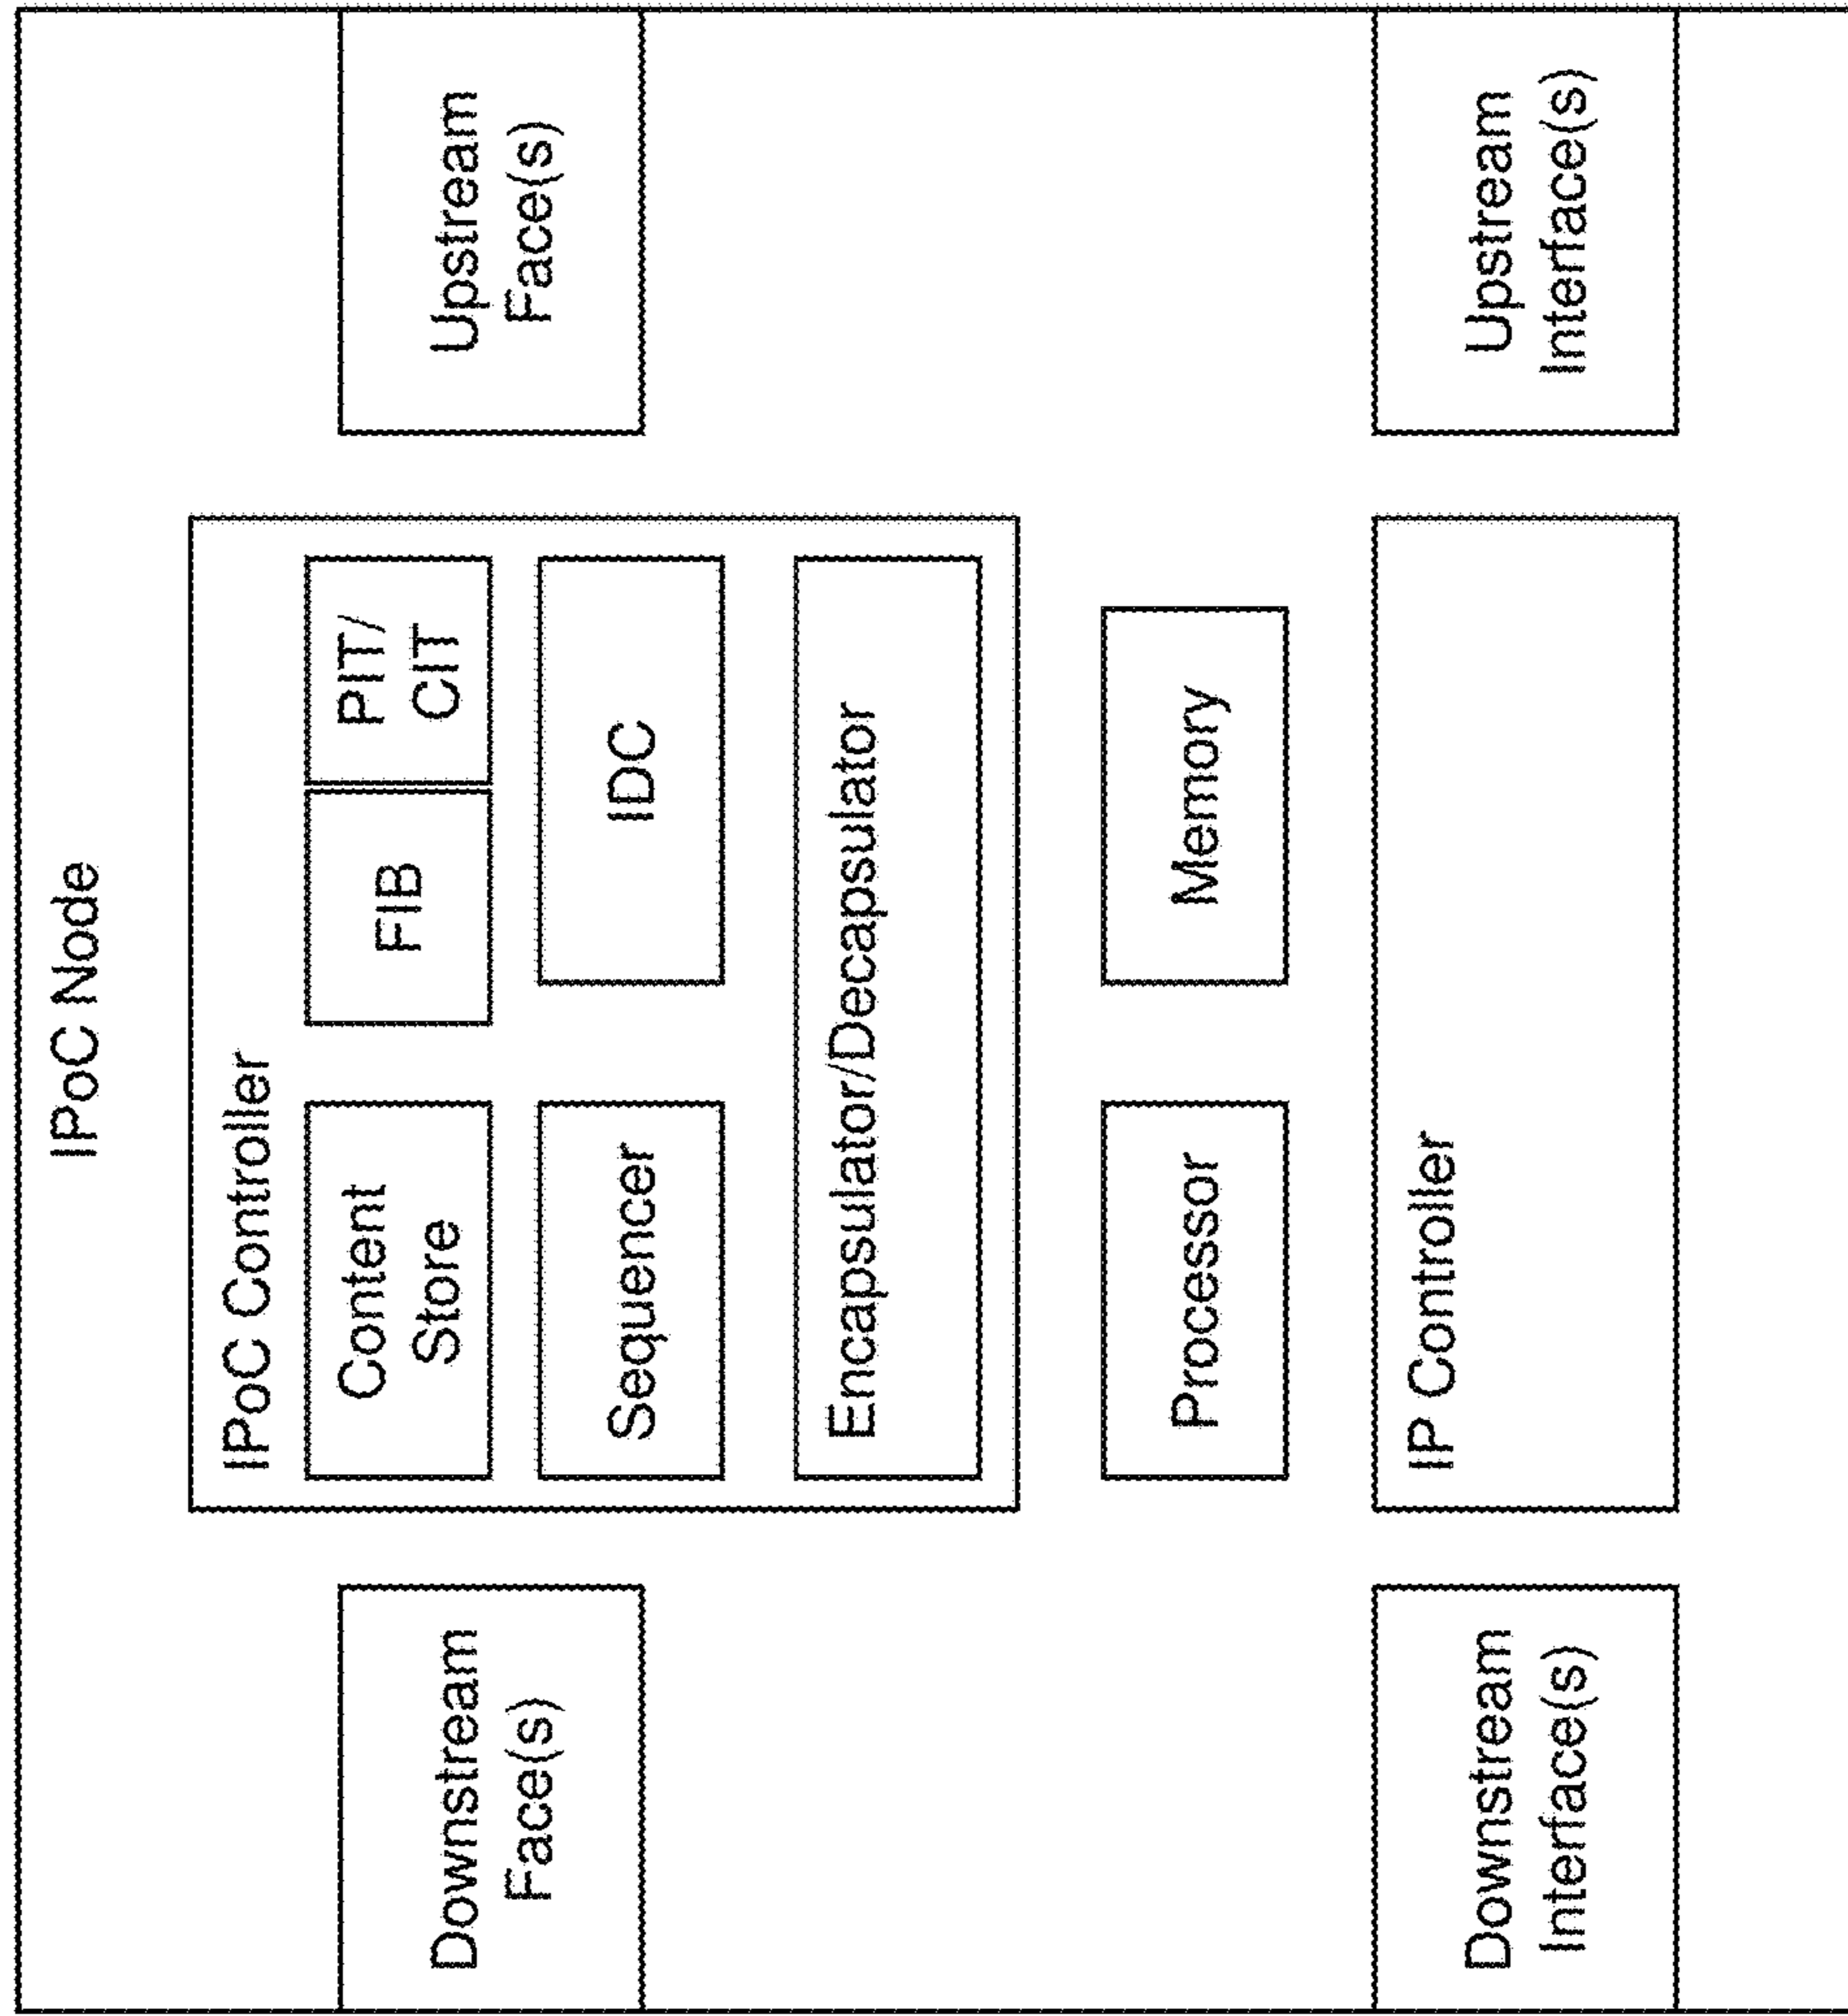 IPoC Node
Downstream
Face(s)
IPoC Controller
Content
Store
FIB
PIT/
CIT
Sequencer
IDC
Encapsulator/Decapsulator
Upstream
Face(s)
Processor
Memory
Downstream
Interface(s)
IP Controller
Upstream
Interface(s)